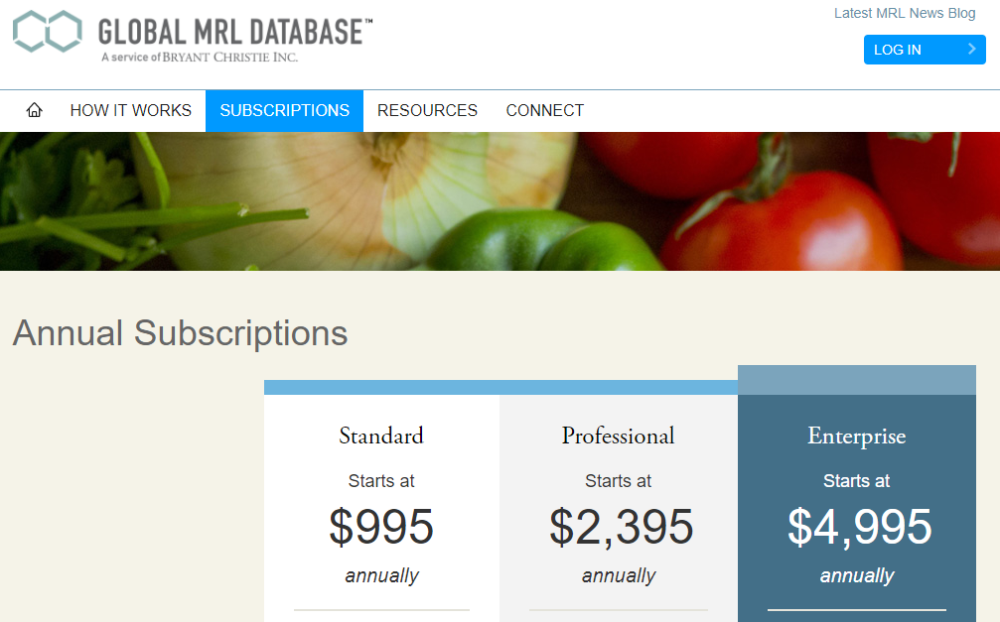 GLOBAL MRL DATABASE™
A service of BRYANT CHRISTIE INC.
Latest MRL News Blog
LOG IN
HOW IT WORKS SUBSCRIPTIONS RESOURCES CONNECT
Annual Subscriptions
Standard
Starts at
$995
annually
Professional
Starts at
$2,395
annually
Enterprise
Starts at
$4,995
annually